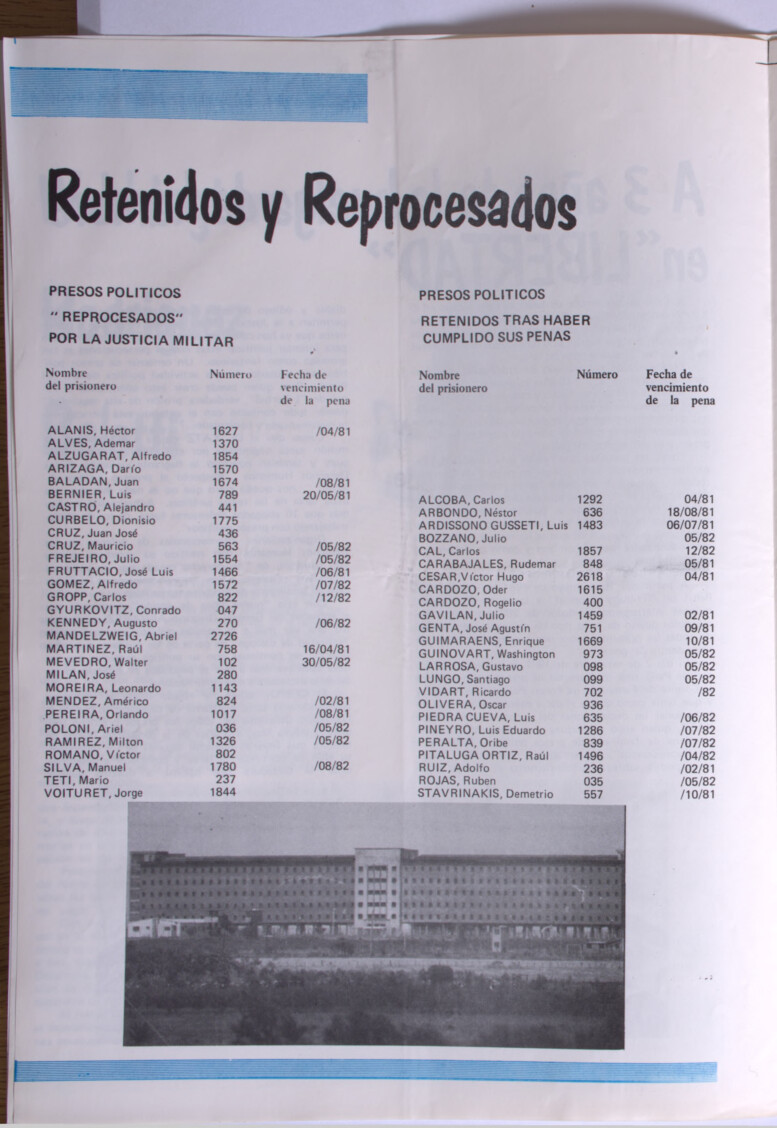 Retenidos y Reprocesados
PRESOS POLITICOS
" REPROCESADOS"
POR LA JUSTICIA MILITAR
Nombre del prisionero Número Fecha de vencimiento de la pena
ALANIS, Héctor 1627 /04/81
ALVES, Ademar 1370
ALZUGARAT, Alfredo 1854
ARIZAGA, Darío 1570
BALADAN, Juan 1674 /08/81
BERNIER, Luis 789 20/05/81
CASTRO, Alejandro 441
CURBELO, Dionisio 1775
CRUZ, Juan José 436
CRUZ, Mauricio 563 /05/82
FREJEIRO, Julio 1554 /05/82
FRUTTACIO, José Luis 1466 /06/81
GOMEZ, Alfredo 1572 /07/82
GROPP, Carlos 822 /12/82
GYURKOVITZ, Conrado 047
KENNEDY, Augusto 270 /06/82
MANDELZWEIG, Abriel 2726
MARTINEZ, Raúl 758 16/04/81
MEVEDRO, Walter 102 30/05/82
MILAN, José 280
MOREIRA, Leonardo 1143
MENDEZ, Américo 824 /02/81
PEREIRA, Orlando 1017 /08/81
POLONI, Ariel 036 /05/82
RAMIREZ, Milton 1326 /05/82
ROMANO, Víctor 802
SILVA, Manuel 1780 /08/82
TETI, Mario 237
VOITURET, Jorge 1844
PRESOS POLITICOS
RETENIDOS TRAS HABER
CUMPLIDO SUS PENAS
Nombre del prisionero Número Fecha de vencimiento de la pena
ALCOBA, Carlos 1292 04/81
ARBONDO, Néstor 636 18/08/81
ARDISSONO GUSSETI, Luis 1483 06/07/81
BOZZANO, Julio 05/82
CAL, Carlos 1857 12/82
CARABAJALES, Rudemar 848 05/81
CESAR,Víctor Hugo 2618 04/81
CARDOZO, Oder 1615
CARDOZO, Rogelio 400
GAVILAN, Julio 1459 02/81
GENTA, José Agustín 751 09/81
GUIMARAENS, Enrique 1669 10/81
GUINOVART, Washington 973 05/82
LARROSA, Gustavo 098 05/82
LUNGO, Santiago 099 05/82
VIDART, Ricardo 702 /82
OLIVERA, Oscar 936
PIEDRA CUEVA, Luis 635 /06/82
PINEYRO, Luis Eduardo 1286 /07/82
PERALTA, Oribe 839 /07/82
PITALUGA ORTIZ, Raúl 1496 /04/82
RUIZ, Adolfo 236 /02/81
ROJAS, Ruben 035 /05/82
STAVRINAKIS, Demetrio 557 /10/81